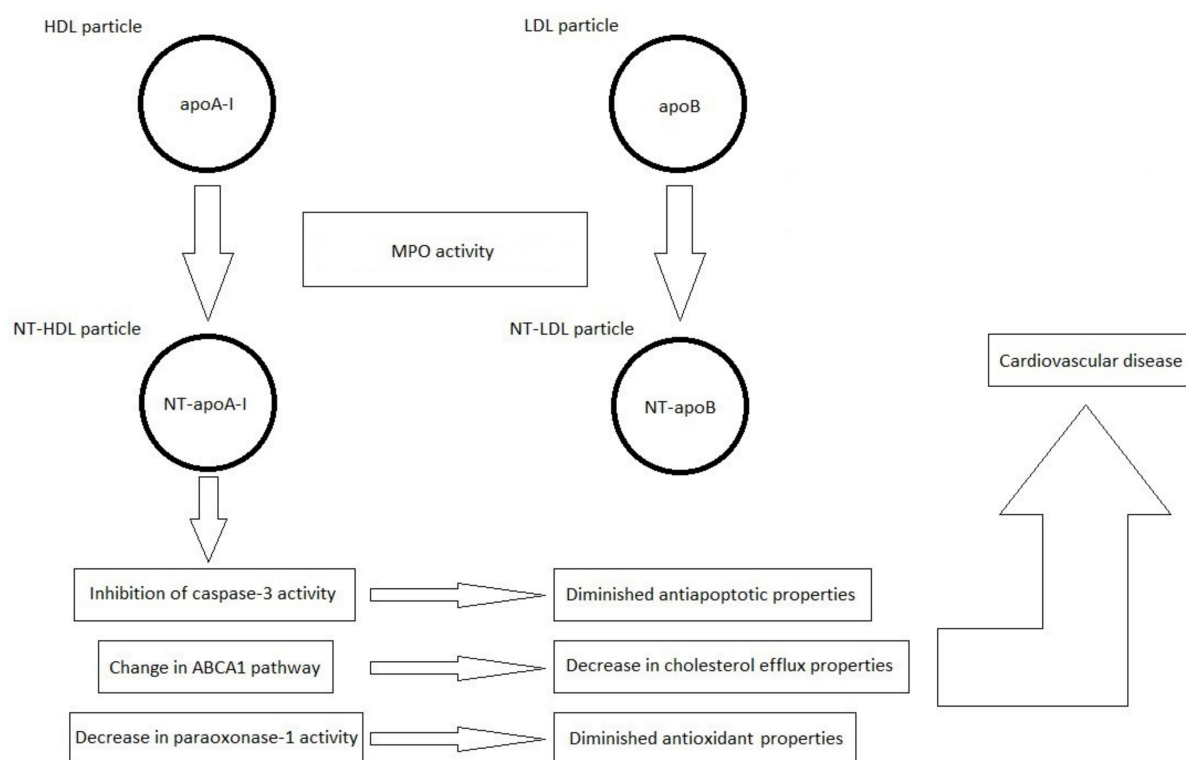 HDL particle
LDL particle
apoA-I
apoB
MPO activity
NT-HDL particle
NT-LDL particle
Cardiovascular disease
NT-apoA-I
NT-apoB
Inhibition of caspase-3 activity
Diminished antiapoptotic properties
Change in ABCA1 pathway
Decrease in cholesterol efflux properties
Decrease in paraoxonase-1 activity
Diminished antioxidant properties